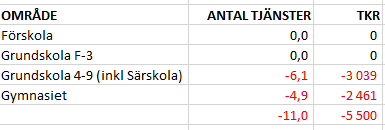 OMRÅDE ANTAL TJÄNSTER TKR
Förskola 0,0 0
Grundskola F-3 0,0 0
Grundskola 4-9 (inkl Särskola) -6,1 -3 039
Gymnasiet -4,9 -2 461
-11,0 -5 500